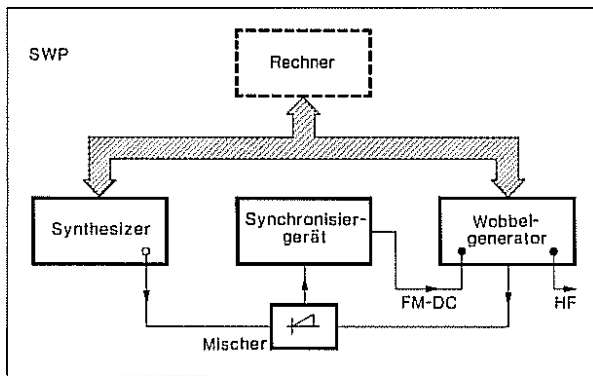 SWP
Rechner
Synthesizer
Synchronisier-
gerät
Wobbel-
generator
FM-DC
HF
Mischer